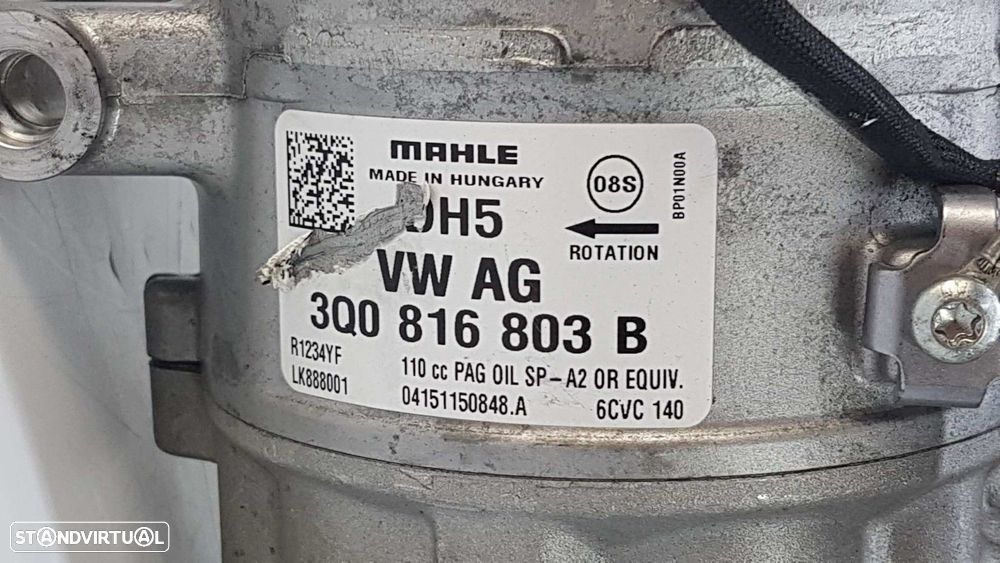 MAHLE
MADE IN HUNGARY
08S
BP01N00A
H5
ROTATION
VW AG
3Q0 816 803 B
R1234YF
110 cc PAG OIL SP-A2 OR EQUIV.
LK888001
04151150848.A
6CVC 140
STANDVIRTUAL